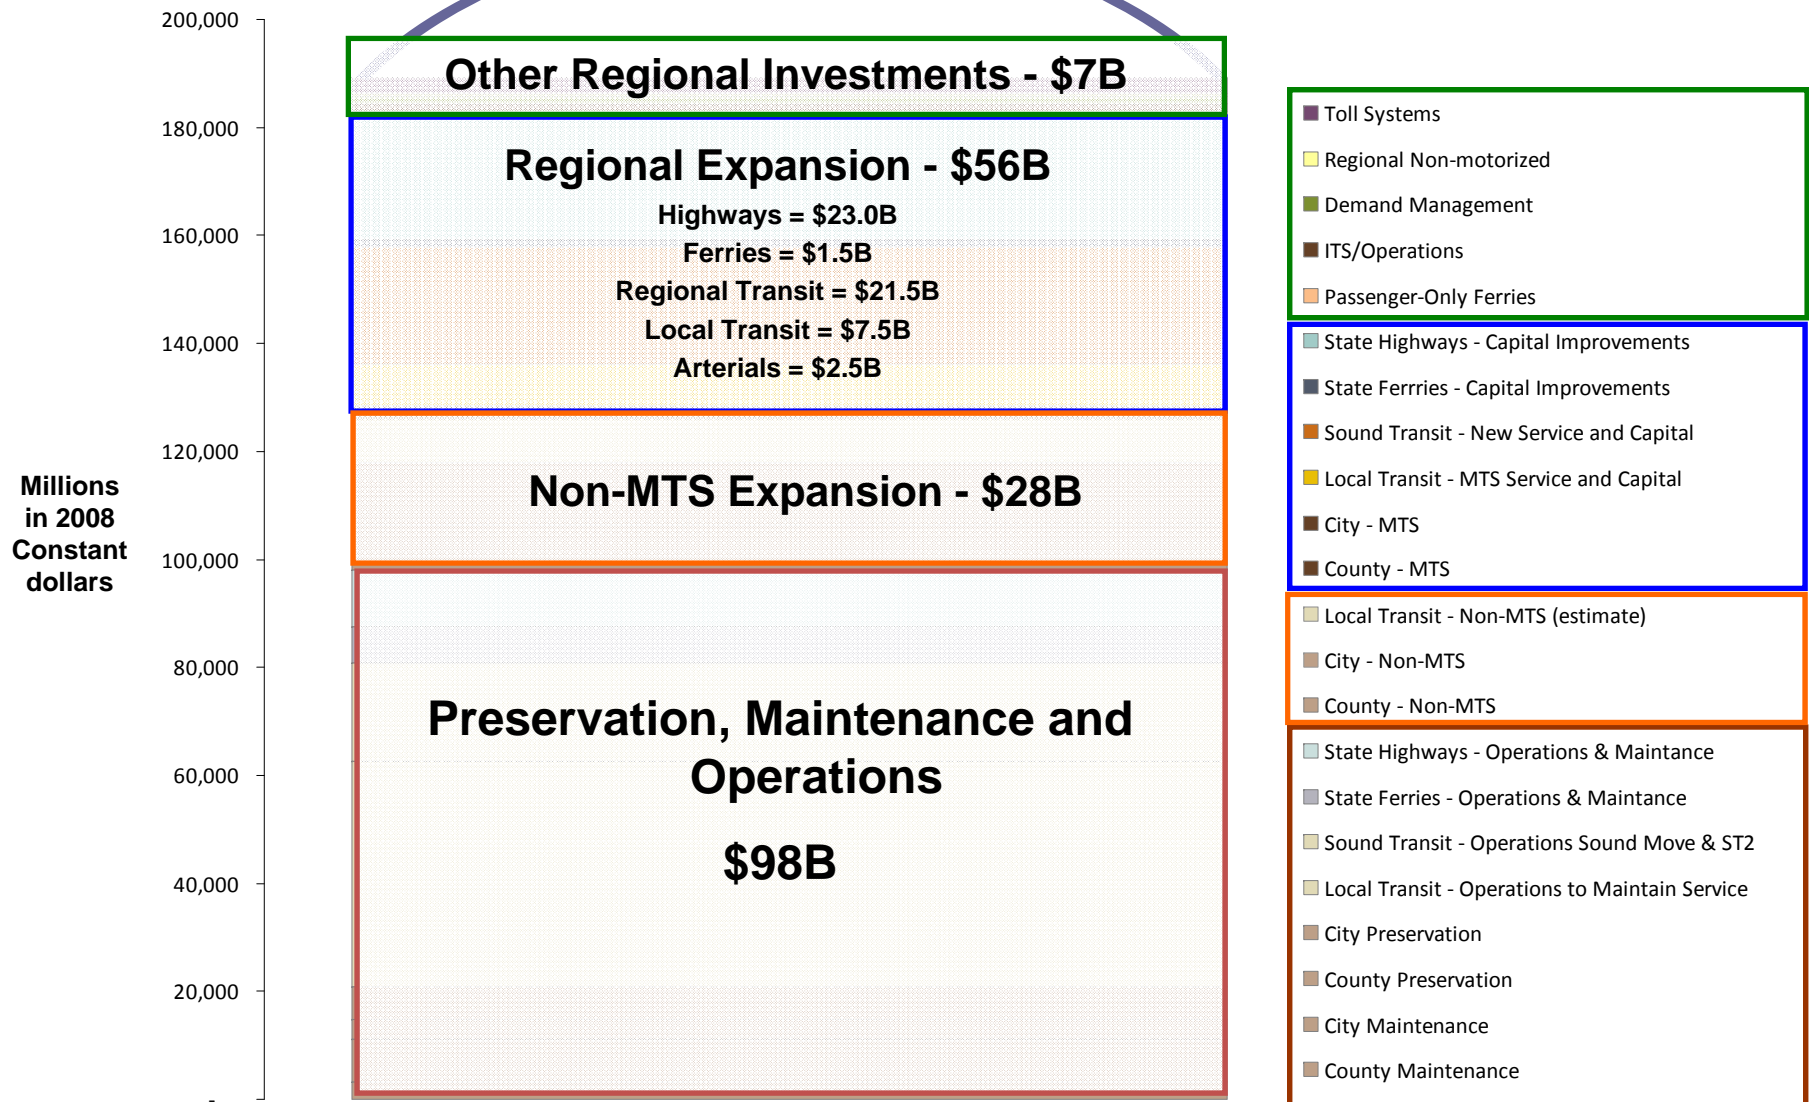 200,000
180,000
160,000
140,000
120,000
100,000
80,000
60,000
40,000
20,000
-
Millions
in 2008
Constant
dollars
Other Regional Investments - $7B
Regional Expansion - $56B
Highways = $23.0B
Ferries = $1.5B
Regional Transit = $21.5B
Local Transit = $7.5B
Arterials = $2.5B
Non-MTS Expansion - $28B
Preservation, Maintenance and
Operations
$98B
Toll Systems
Regional Non-motorized
Demand Management
ITS/Operations
Passenger-Only Ferries
State Highways - Capital Improvements
State Ferrries - Capital Improvements
Sound Transit - New Service and Capital
Local Transit - MTS Service and Capital
City - MTS
County - MTS
Local Transit - Non-MTS (estimate)
City - Non-MTS
County - Non-MTS
State Highways - Operations & Maintance
State Ferries - Operations & Maintance
Sound Transit - Operations Sound Move & ST2
Local Transit - Operations to Maintain Service
City Preservation
County Preservation
City Maintenance
County Maintenance